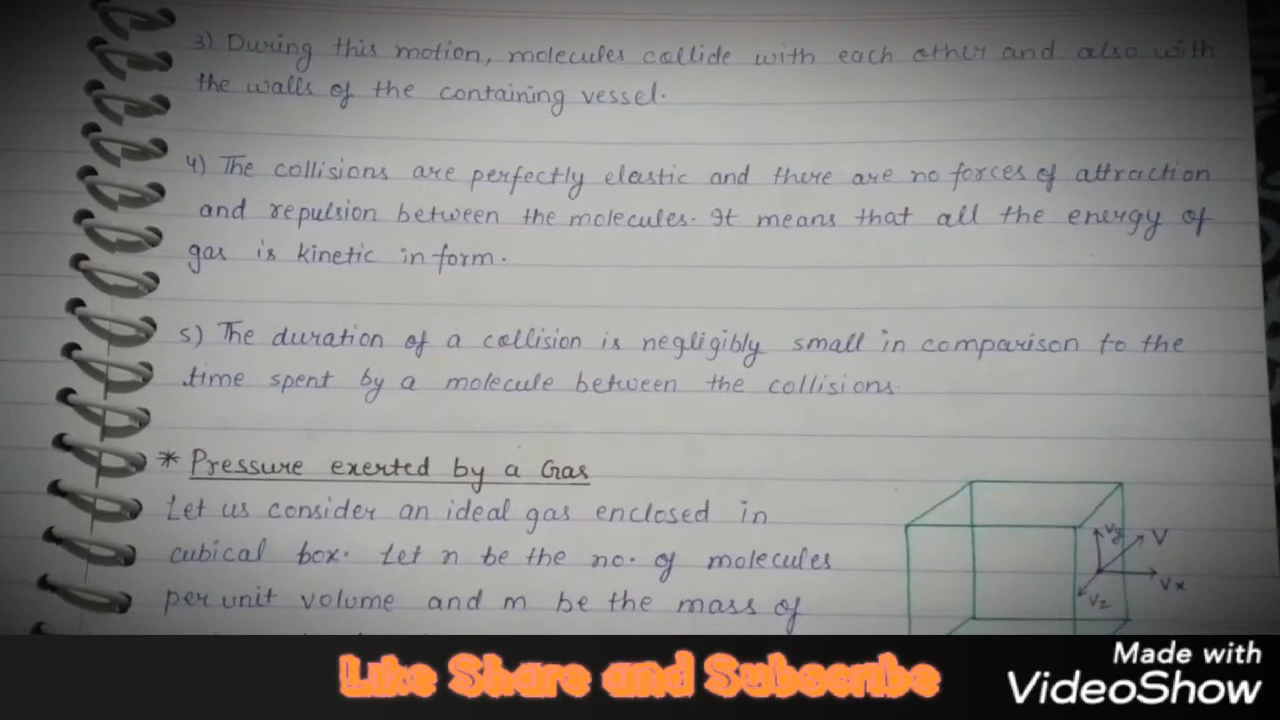 3) During this motion, molecules collide with each other and also with
the walls of the containing vessel.
4) The collisions are perfectly elastic and there are no forces of attraction
and repulsion between the molecules. It means that all the energy of
gas is kinetic in form.
5) The duration of a collision is negligibly small in comparison to the
time spent by a molecule between the collisions.
* Pressure exerted by a Gas
Let us consider an ideal gas enclosed in
cubical box. Let n be the no. of molecules
per unit volume and m be the mass of
Vy
V
Vx
Vz
Like Share and Subscribe
Made with
VideoShow